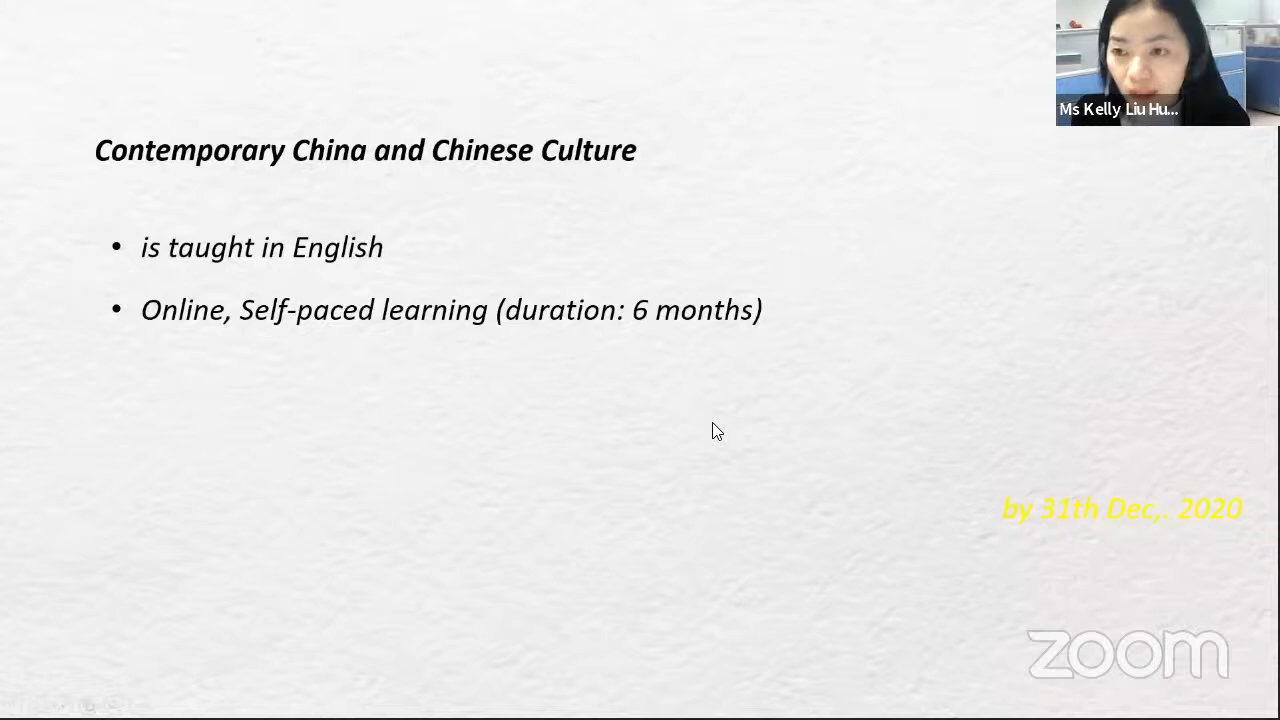 Ms Kelly Liu Hu...
Contemporary China and Chinese Culture
• is taught in English
• Online, Self-paced learning (duration: 6 months)
by 31th Dec,. 2020
zoom